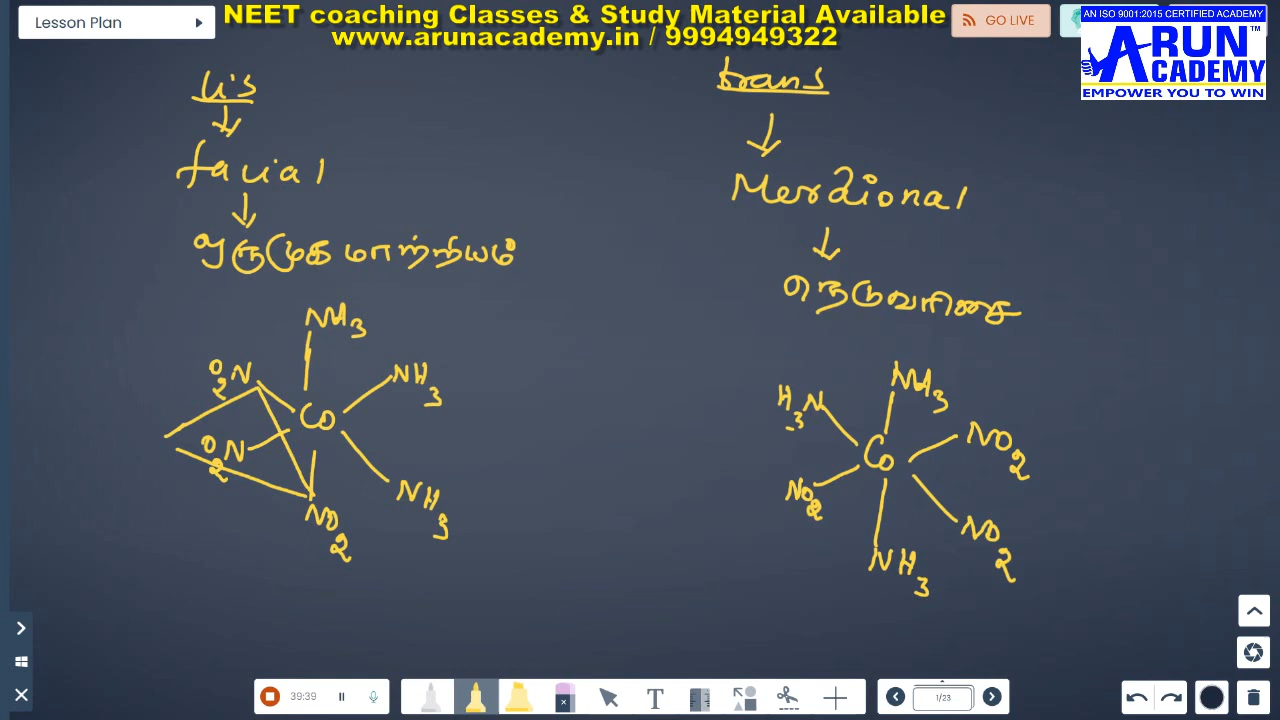 Lesson Plan
NEET coaching Classes & Study Material Available
www.arunacademy.in / 9994949322
GO LIVE
AN ISO 9001:2015 CERTIFIED ACADEMY
ARUN ACADEMY™
EMPOWER YOU TO WIN
cis
↓
facial
↓
ஒருமுக மாற்றியம்
NH3
O2N
NH3
Co
O2N
NH3
NO2
trans
↓
Merdional
↓
நெடுவரிசை
NH3
H3N
NO2
Co
NO2
NO2
NH3
39:39
T
1/23